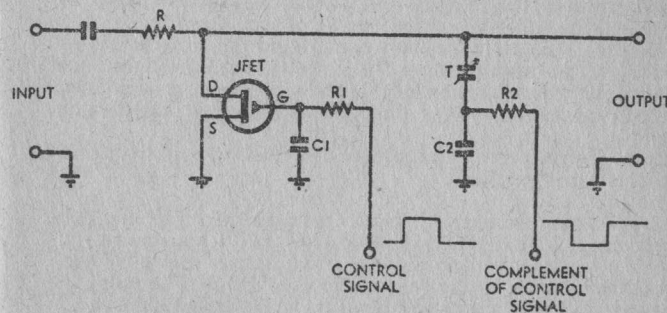 R
JFET
D
G
R1
T
R2
INPUT
OUTPUT
S
C1
C2
CONTROL
SIGNAL
COMPLEMENT
OF CONTROL
SIGNAL